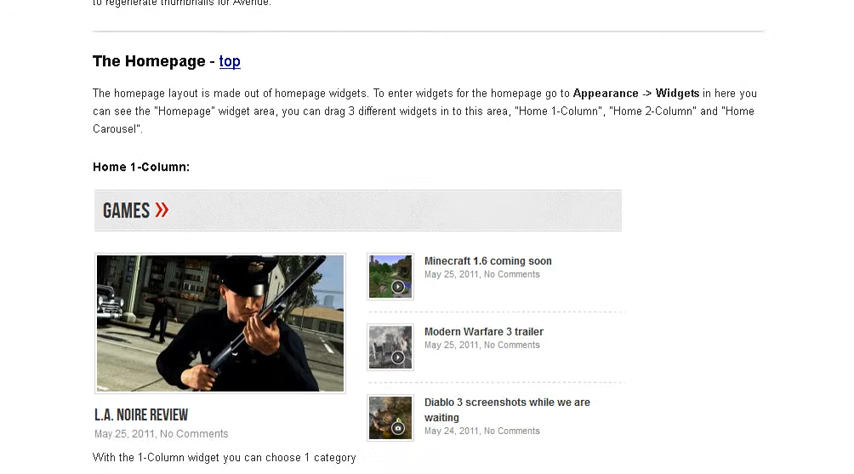 to regenerate thumbnails for Avenue.
The Homepage - top
The homepage layout is made out of homepage widgets. To enter widgets for the homepage go to Appearance -> Widgets in here you
can see the "Homepage" widget area, you can drag 3 different widgets in to this area, "Home 1-Column", "Home 2-Column" and "Home
Carousel".
Home 1-Column:
GAMES »
Minecraft 1.6 coming soon
May 25, 2011, No Comments
Modern Warfare 3 trailer
May 25, 2011, No Comments
L.A. NOIRE REVIEW
May 25, 2011, No Comments
Diablo 3 screenshots while we are
waiting
May 24, 2011, No Comments
With the 1-Column widget you can choose 1 category